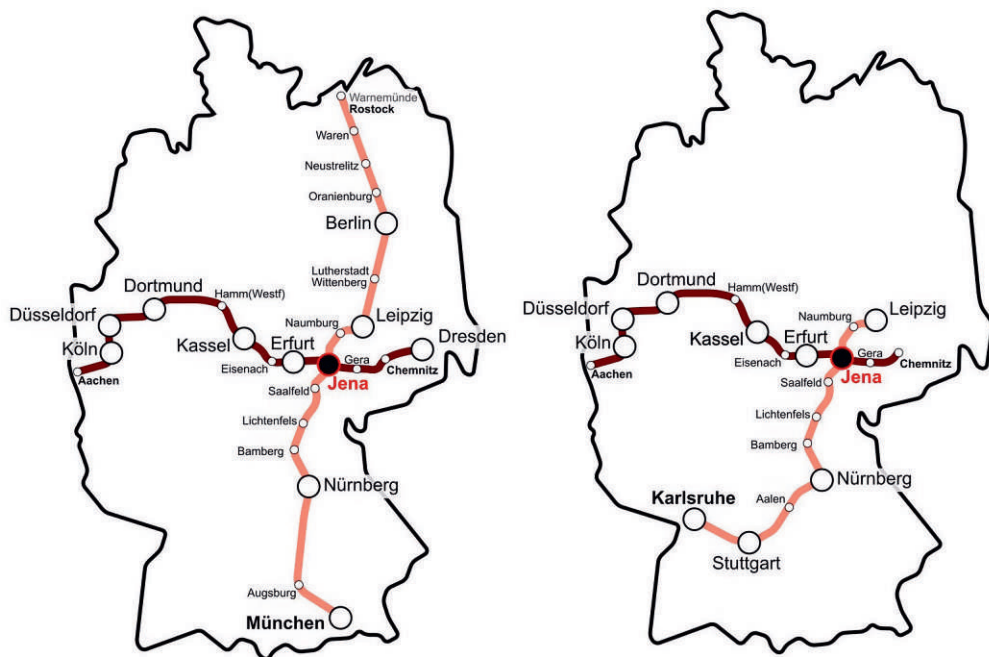 Warnemünde
Rostock
Waren
Neustrelitz
Oranienburg
Berlin
Lutherstadt
Wittenberg
Dortmund
Hamm(Westf)
Düsseldorf
Naumburg
Leipzig
Köln
Kassel
Erfurt
Dresden
Aachen
Eisenach
Gera
Chemnitz
Jena
Saalfeld
Lichtenfels
Bamberg
Nürnberg
Augsburg
München
Dortmund
Hamm(Westf)
Düsseldorf
Naumburg
Leipzig
Köln
Kassel
Erfurt
Aachen
Eisenach
Gera
Chemnitz
Jena
Saalfeld
Lichtenfels
Bamberg
Nürnberg
Karlsruhe
Aalen
Stuttgart